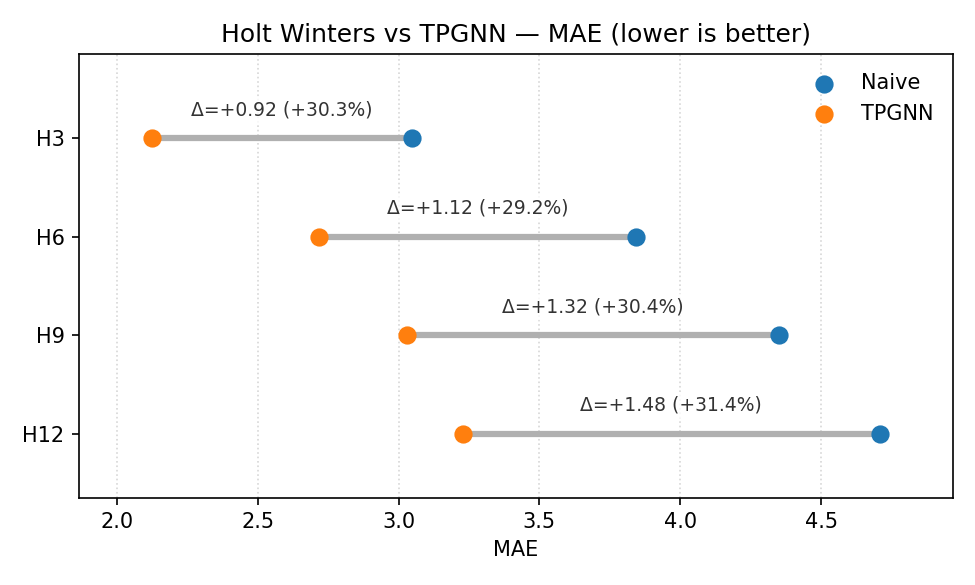 Holt Winters vs TPGNN — MAE (lower is better)
Naive
TPGNN
Δ=+0.92 (+30.3%)
H3
Δ=+1.12 (+29.2%)
H6
Δ=+1.32 (+30.4%)
H9
Δ=+1.48 (+31.4%)
H12
2.0 2.5 3.0 3.5 4.0 4.5
MAE